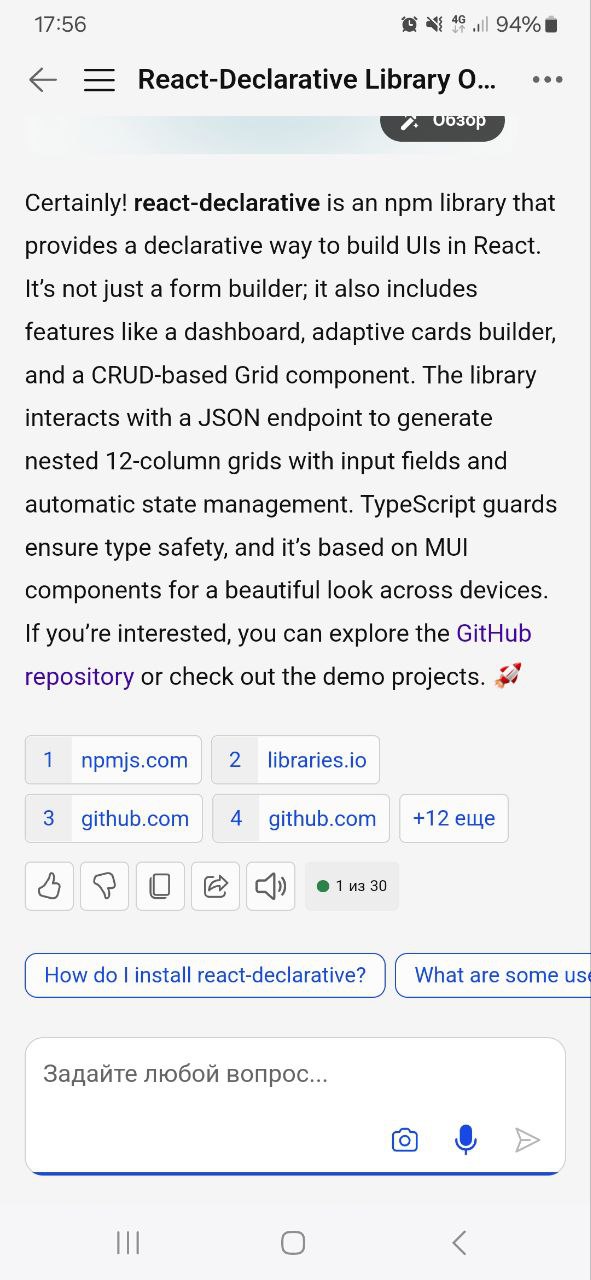 17:56
4G
94%
React-Declarative Library O...
Обзор
Certainly! react-declarative is an npm library that
provides a declarative way to build UIs in React.
It’s not just a form builder; it also includes
features like a dashboard, adaptive cards builder,
and a CRUD-based Grid component. The library
interacts with a JSON endpoint to generate
nested 12-column grids with input fields and
automatic state management. TypeScript guards
ensure type safety, and it’s based on MUI
components for a beautiful look across devices.
If you’re interested, you can explore the GitHub
repository or check out the demo projects. 🚀
1 npmjs.com 2 libraries.io
3 github.com 4 github.com +12 еще
1 из 30
How do I install react-declarative? What are some use
Задайте любой вопрос...